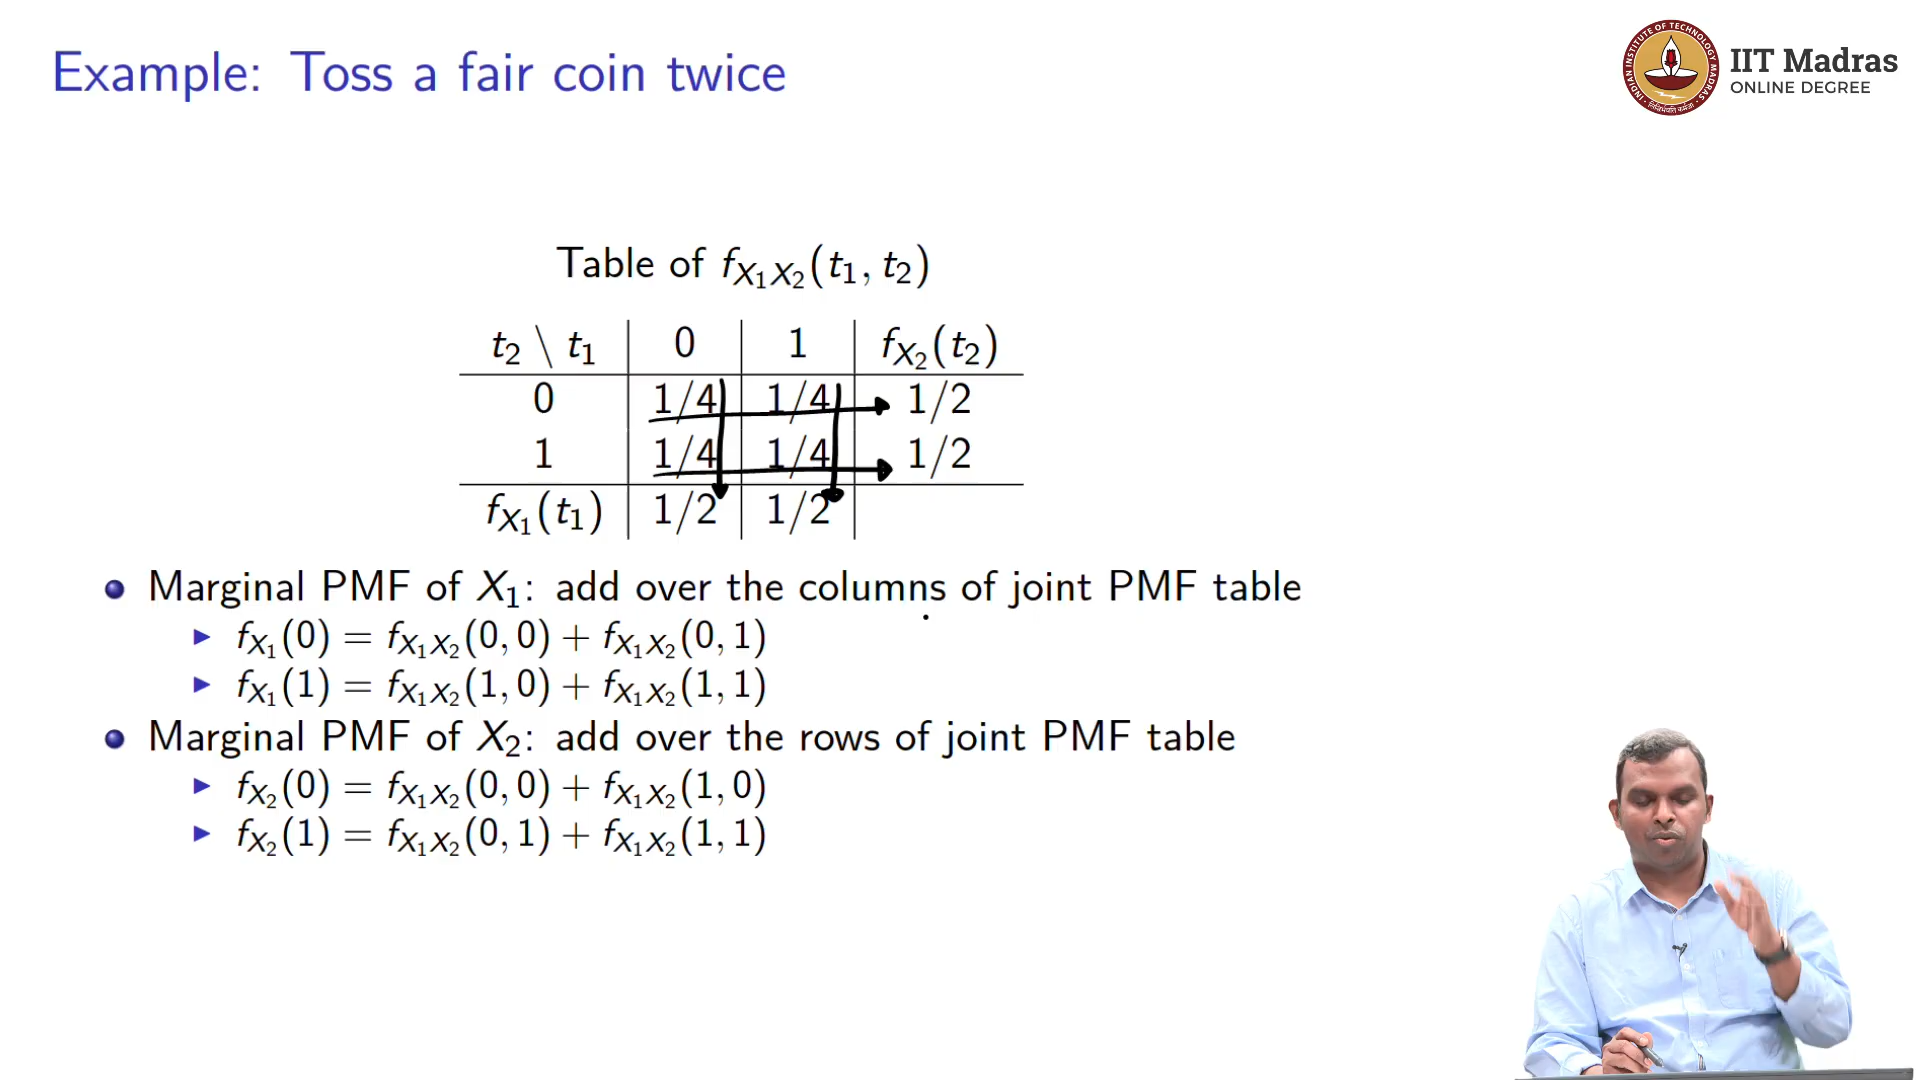 Example: Toss a fair coin twice
IIT Madras
ONLINE DEGREE
INDIAN INSTITUTE OF TECHNOLOGY MADRAS
Table of f_{X_1X_2}(t_1, t_2)
t_2 \ t_1 0 1 f_{X_2}(t_2)
0 1/4 1/4 1/2
1 1/4 1/4 1/2
f_{X_1}(t_1) 1/2 1/2
Marginal PMF of X_1: add over the columns of joint PMF table
f_{X_1}(0) = f_{X_1X_2}(0, 0) + f_{X_1X_2}(0, 1)
f_{X_1}(1) = f_{X_1X_2}(1, 0) + f_{X_1X_2}(1, 1)
Marginal PMF of X_2: add over the rows of joint PMF table
f_{X_2}(0) = f_{X_1X_2}(0, 0) + f_{X_1X_2}(1, 0)
f_{X_2}(1) = f_{X_1X_2}(0, 1) + f_{X_1X_2}(1, 1)